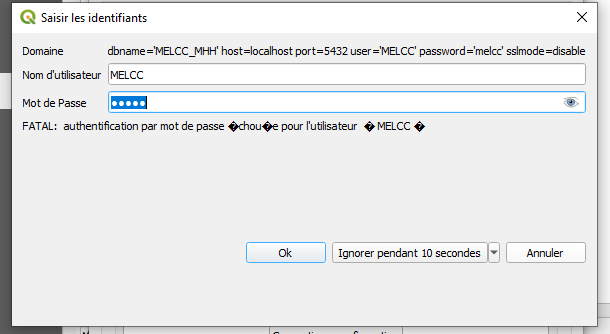 Saisir les identifiants
Domaine dbname='MELCC_MHH' host=localhost port=5432 user='MELCC' password='melcc' sslmode=disable
Nom d'utilisateur MELCC
Mot de Passe ●●●●●
FATAL: authentification par mot de passe �chou�e pour l'utilisateur � MELCC �
Ok Ignorer pendant 10 secondes Annuler